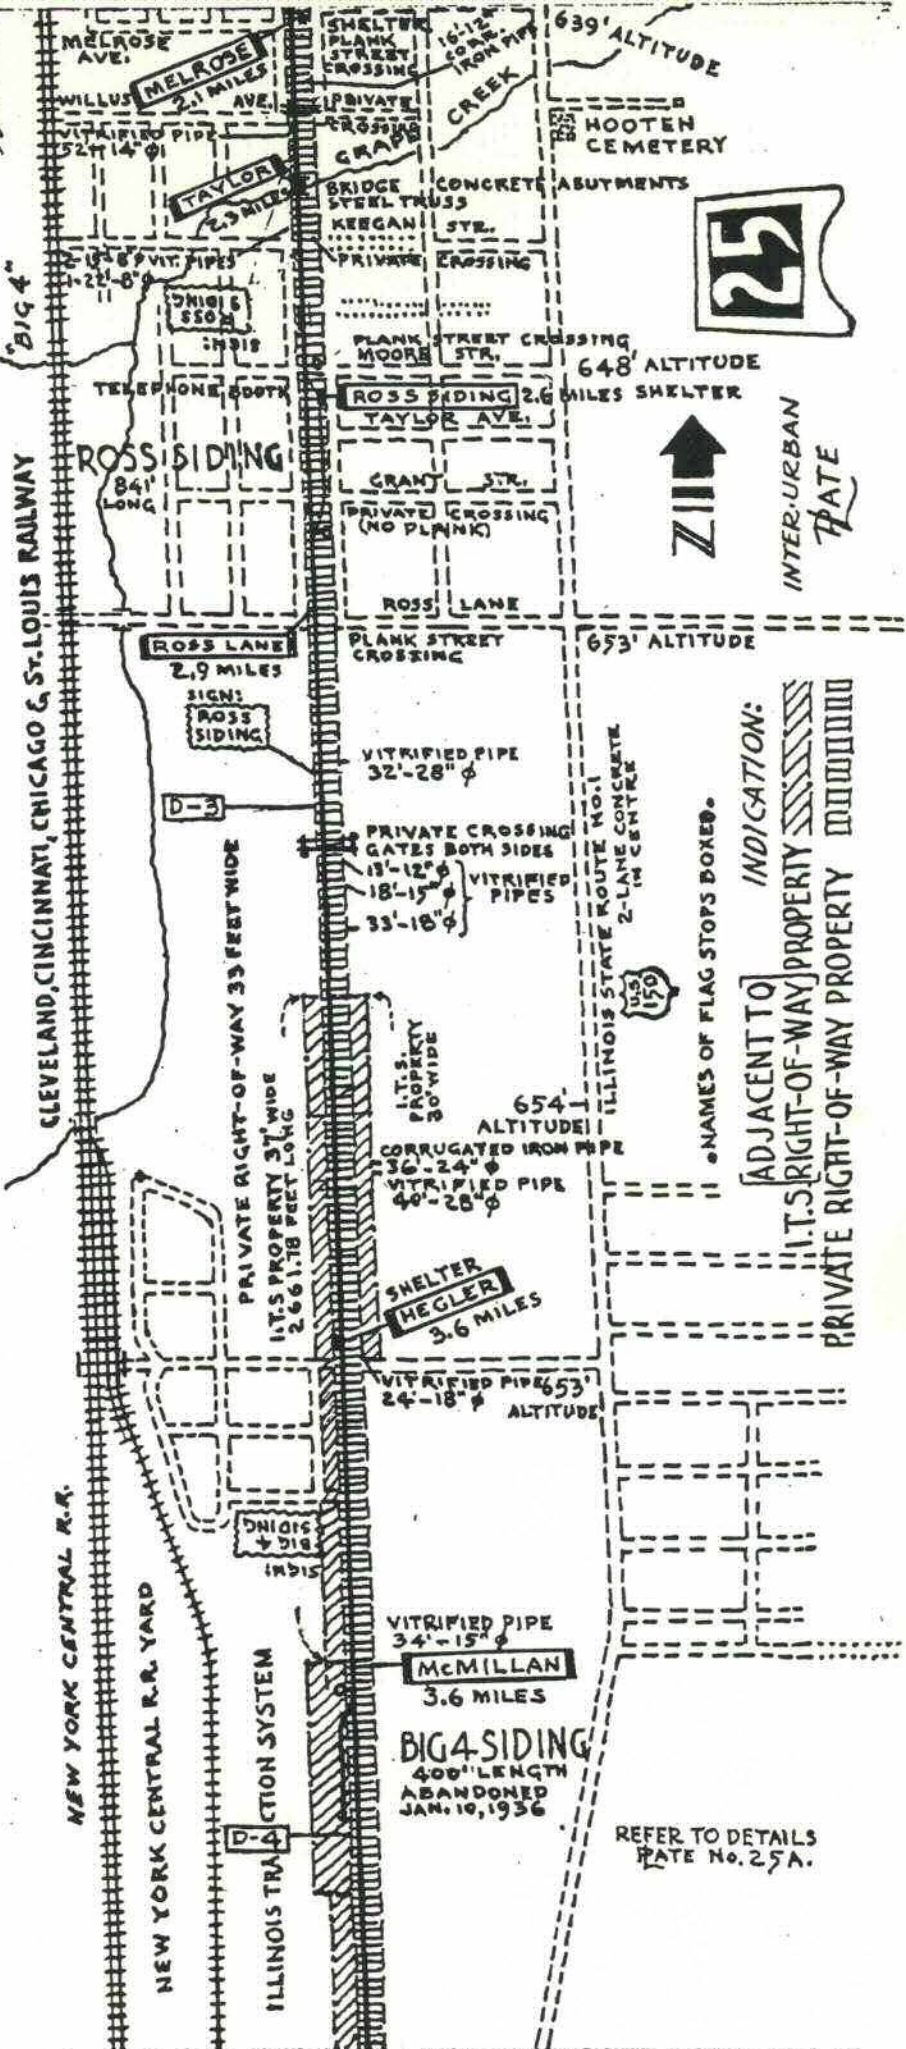 MELROSE
AVE.
MELROSE
2.1 MILES
SHELTER
PLANK
STREET
CROSSING
16'-12"
CORR.
IRON PIPE
639' ALTITUDE
WILLUS AVE.
PRIVATE
CROSSING
GRAPE CREEK
HOOTEN
CEMETERY
VITRIFIED PIPE
52'-14" ϕ
TAYLOR
2.3 MILES
BRIDGE CONCRETE ABUTMENTS
STEEL TRUSS
KEEGAN STR.
PRIVATE CROSSING
2-15'-8" ϕ VIT. PIPES
1-22'-8" ϕ
25
"BIG 4"
SIGN:
ROSS
SIDING
PLANK STREET CROSSING
MOORE STR.
648' ALTITUDE
TELEPHONE BOOTH
ROSS SIDING 2.6 MILES SHELTER
TAYLOR AVE.
ROSS SIDING
841'
LONG
GRANT STR.
PRIVATE CROSSING
(NO PLANK)
N
INTER-URBAN
PLATE
ROSS LANE
ROSS LANE
2.9 MILES
PLANK STREET
CROSSING
653' ALTITUDE
CLEVELAND, CINCINNATI, CHICAGO & ST. LOUIS RAILWAY
SIGN:
ROSS
SIDING
VITRIFIED PIPE
32'-28" ϕ
D-3
PRIVATE CROSSING
GATES BOTH SIDES
13'-12" ϕ
18'-15" ϕ
33'-18" ϕ
VITRIFIED
PIPES
ILLINOIS STATE ROUTE NO.1
2-LANE CONCRETE
IN CENTRE
U.S.
150
PRIVATE RIGHT-OF-WAY 33 FEET WIDE
I.T.S. PROPERTY 37' WIDE
2661.78 FEET LONG
I.T.S.
PROPERTY
30' WIDE
• NAMES OF FLAG STOPS BOXED.
INDICATION:
ADJACENT TO
I.T.S. RIGHT-OF-WAY PROPERTY
PRIVATE RIGHT-OF-WAY PROPERTY
654'
ALTITUDE
CORRUGATED IRON PIPE
36'-24" ϕ
VITRIFIED PIPE
40'-28" ϕ
SHELTER
HEGLER
3.6 MILES
VITRIFIED PIPE
24'-18" ϕ
653'
ALTITUDE
SIGN:
BIG 4
SIDING
NEW YORK CENTRAL R.R.
NEW YORK CENTRAL R.R. YARD
ILLINOIS TRACTION SYSTEM
VITRIFIED PIPE
34'-15" ϕ
McMILLAN
3.6 MILES
BIG 4 SIDING
400' LENGTH
ABANDONED
JAN. 10, 1936
D-4
REFER TO DETAILS
PLATE No. 25A.